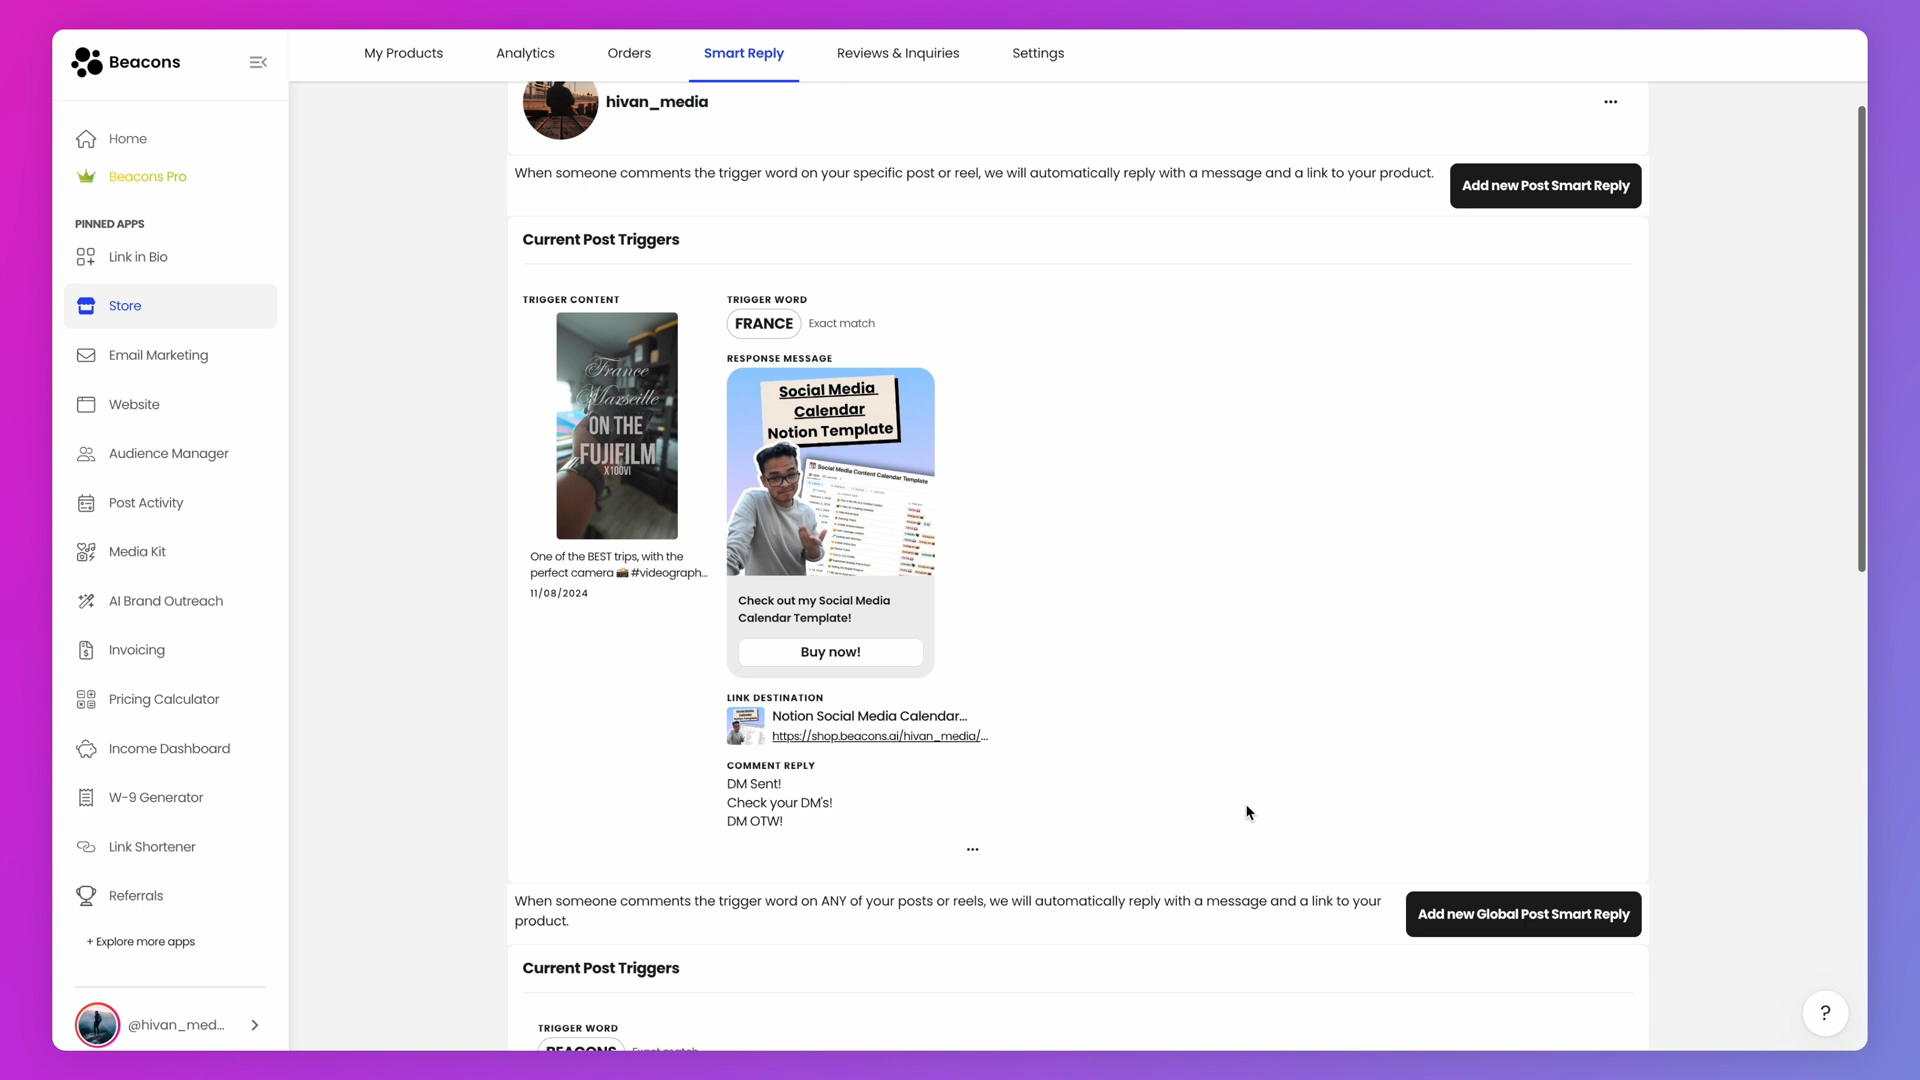 Beacons
My Products
Analytics
Orders
Smart Reply
Reviews & Inquiries
Settings
Home
Beacons Pro
PINNED APPS
Link in Bio
Store
Email Marketing
Website
Audience Manager
Post Activity
Media Kit
AI Brand Outreach
Invoicing
Pricing Calculator
Income Dashboard
W-9 Generator
Link Shortener
Referrals
+ Explore more apps
@hivan_med...
hivan_media
...
When someone comments the trigger word on your specific post or reel, we will automatically reply with a message and a link to your product.
Add new Post Smart Reply
Current Post Triggers
TRIGGER CONTENT
France
Marseille
ON THE
FUJIFILM
X100VI
One of the BEST trips, with the
perfect camera 📸 #videograph...
11/08/2024
TRIGGER WORD
FRANCE
Exact match
RESPONSE MESSAGE
Social Media
Calendar
Notion Template
Social Media Content Calendar Template
Check out my Social Media
Calendar Template!
Buy now!
LINK DESTINATION
Notion Social Media Calendar...
https://shop.beacons.ai/hivan_media/...
COMMENT REPLY
DM Sent!
Check your DM's!
DM OTW!
...
When someone comments the trigger word on ANY of your posts or reels, we will automatically reply with a message and a link to your
product.
Add new Global Post Smart Reply
Current Post Triggers
TRIGGER WORD
BEACONS
Exact match
?